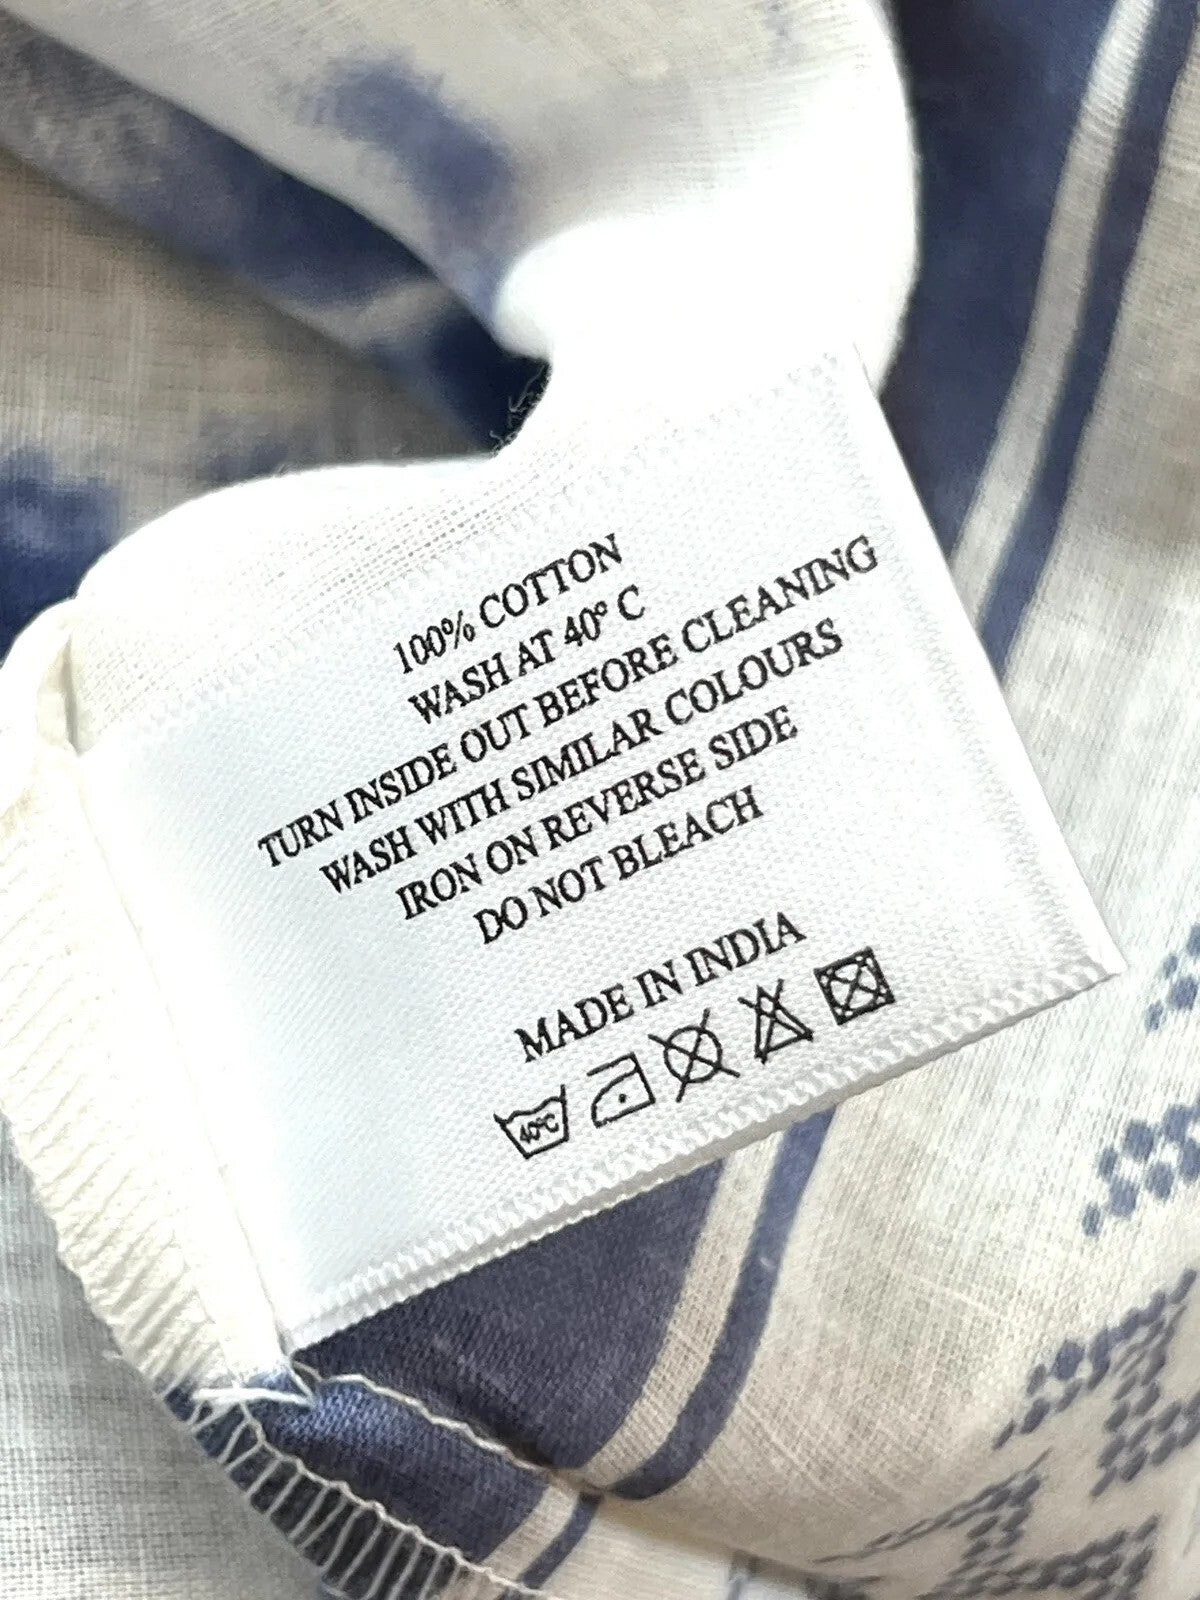 100% COTTON
WASH AT 40° C
TURN INSIDE OUT BEFORE CLEANING
WASH WITH SIMILAR COLOURS
IRON ON REVERSE SIDE
DO NOT BLEACH
MADE IN INDIA
40°C